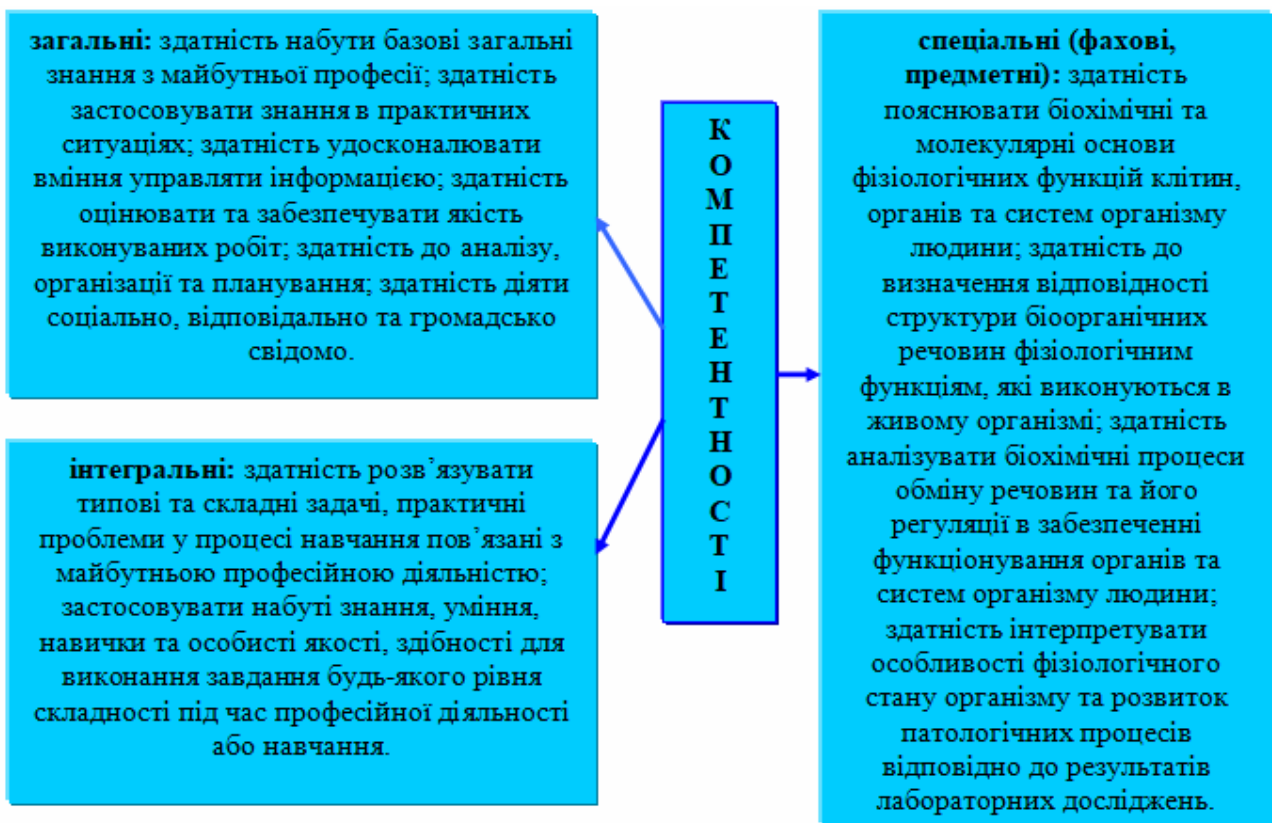 загальні: здатність набути базові загальні
знання з майбутньої професії; здатність
застосовувати знання в практичних
ситуаціях; здатність удосконалювати
вміння управляти інформацією; здатність
оцінювати та забезпечувати якість
виконуваних робіт; здатність до аналізу,
організації та планування; здатність діяти
соціально, відповідально та громадсько
свідомо.
інтегральні: здатність розв’язувати
типові та складні задачі, практичні
проблеми у процесі навчання пов’язані з
майбутньою професійною діяльністю;
застосовувати набуті знання, уміння,
навички та особисті якості, здібності для
виконання завдання будь-якого рівня
складності під час професійної діяльності
або навчання.
К
О
М
П
Е
Т
Е
Н
Т
Н
О
С
Т
І
спеціальні (фахові,
предметні): здатність
пояснювати біохімічні та
молекулярні основи
фізіологічних функцій клітин,
органів та систем організму
людини; здатність до
визначення відповідності
структури біоорганічних
речовин фізіологічним
функціям, які виконуються в
живому організмі; здатність
аналізувати біохімічні процеси
обміну речовин та його
регуляції в забезпеченні
функціонування органів та
систем організму людини;
здатність інтерпретувати
особливості фізіологічного
стану організму та розвиток
патологічних процесів
відповідно до результатів
лабораторних досліджень.